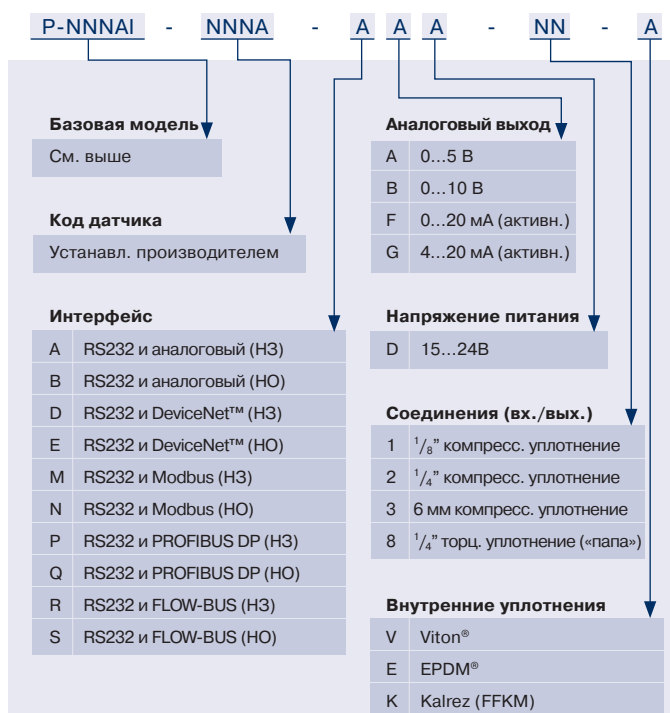 P-NNNAI - NNNA - A A A - NN - A
Базовая модель
См. выше
Код датчика
Устанавл. производителем
Интерфейс
A RS232 и аналоговый (НЗ)
B RS232 и аналоговый (НО)
D RS232 и DeviceNet™ (НЗ)
E RS232 и DeviceNet™ (НО)
M RS232 и Modbus (НЗ)
N RS232 и Modbus (НО)
P RS232 и PROFIBUS DP (НЗ)
Q RS232 и PROFIBUS DP (НО)
R RS232 и FLOW-BUS (НЗ)
S RS232 и FLOW-BUS (НО)
Аналоговый выход
A 0…5 В
B 0…10 В
F 0…20 мА (активн.)
G 4…20 мА (активн.)
Напряжение питания
D 15…24В
Соединения (вх./вых.)
1 1/8” компресс. уплотнение
2 1/4” компресс. уплотнение
3 6 мм компресс. уплотнение
8 1/4” торц. уплотнение («папа»)
Внутренние уплотнения
V Viton®
E EPDM®
K Kalrez (FFKM)